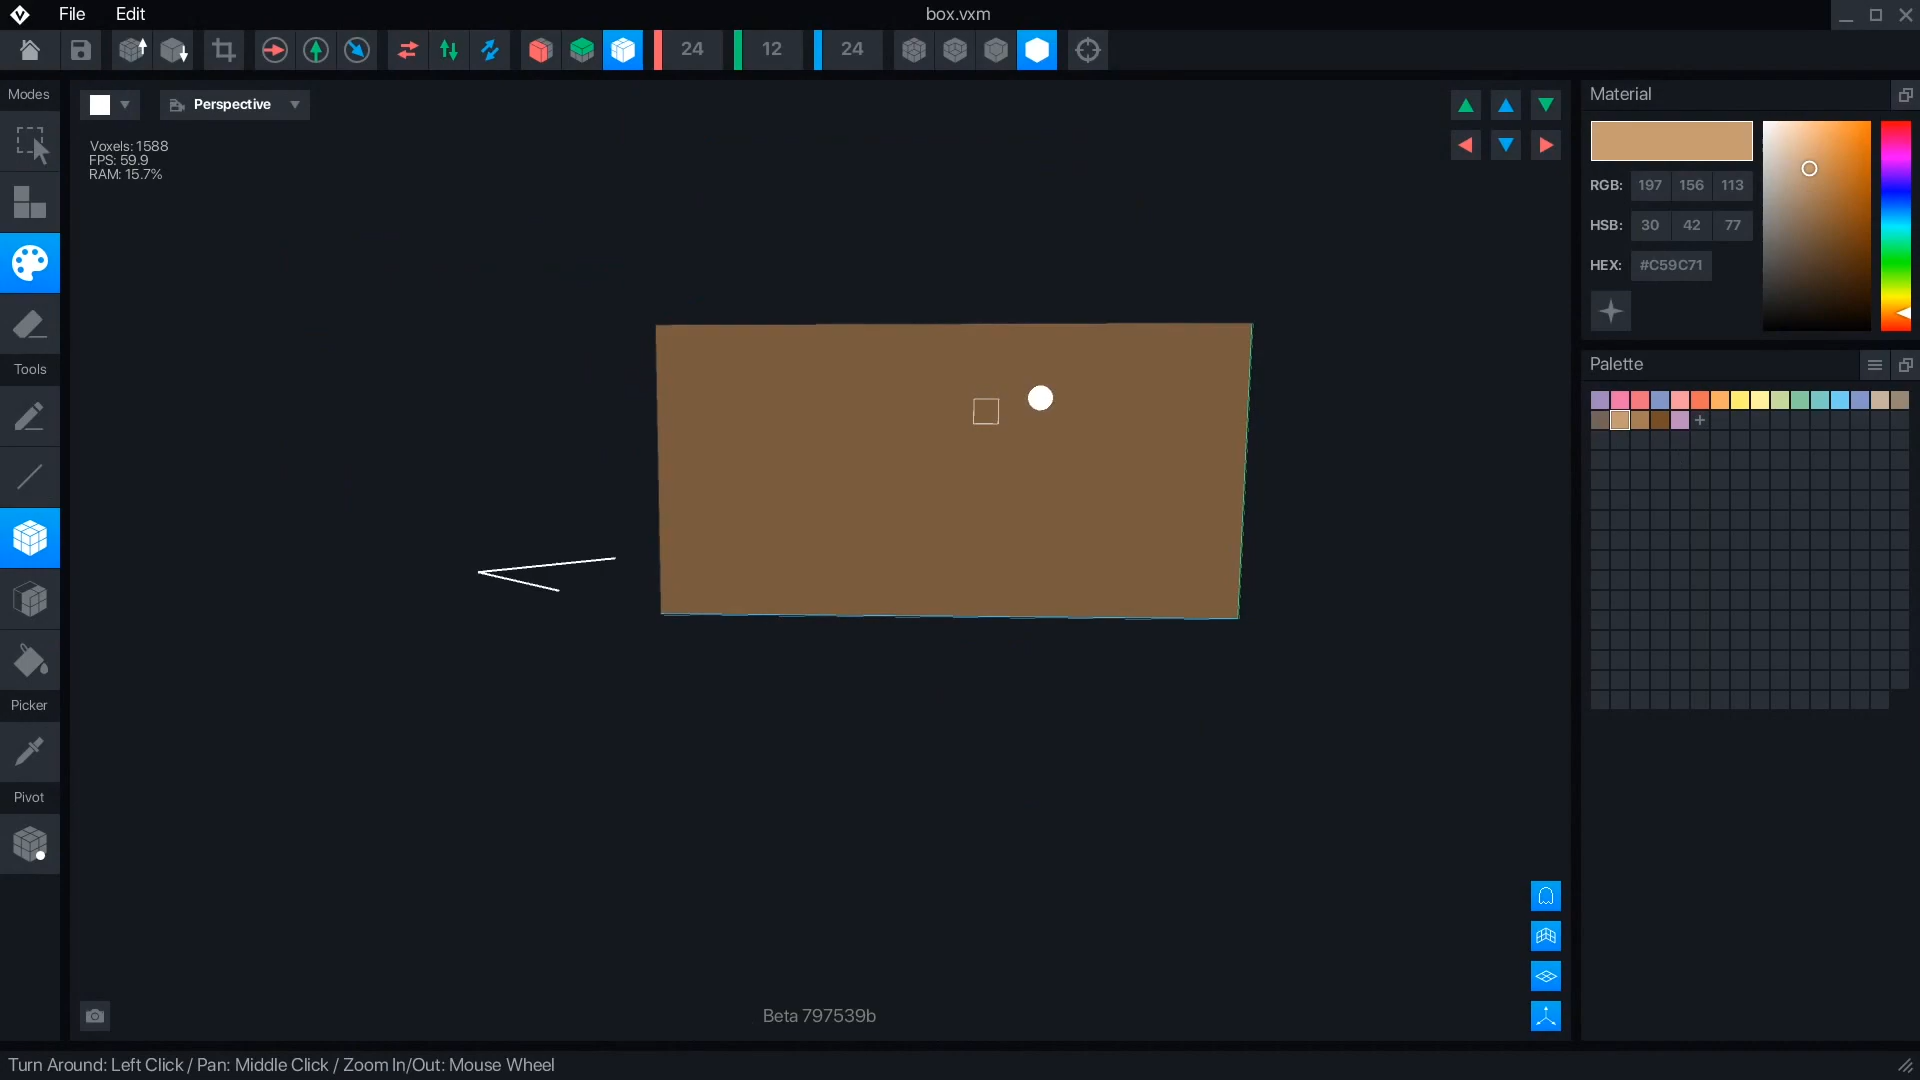 File Edit box.vxm
24 12 24
Modes
Perspective
Voxels: 1588
FPS: 59.9
RAM: 15.7%
Tools
Picker
Pivot
Material
RGB: 197 156 113
HSB: 30 42 77
HEX: #C59C71
Palette
Beta 797539b
Turn Around: Left Click / Pan: Middle Click / Zoom In/Out: Mouse Wheel